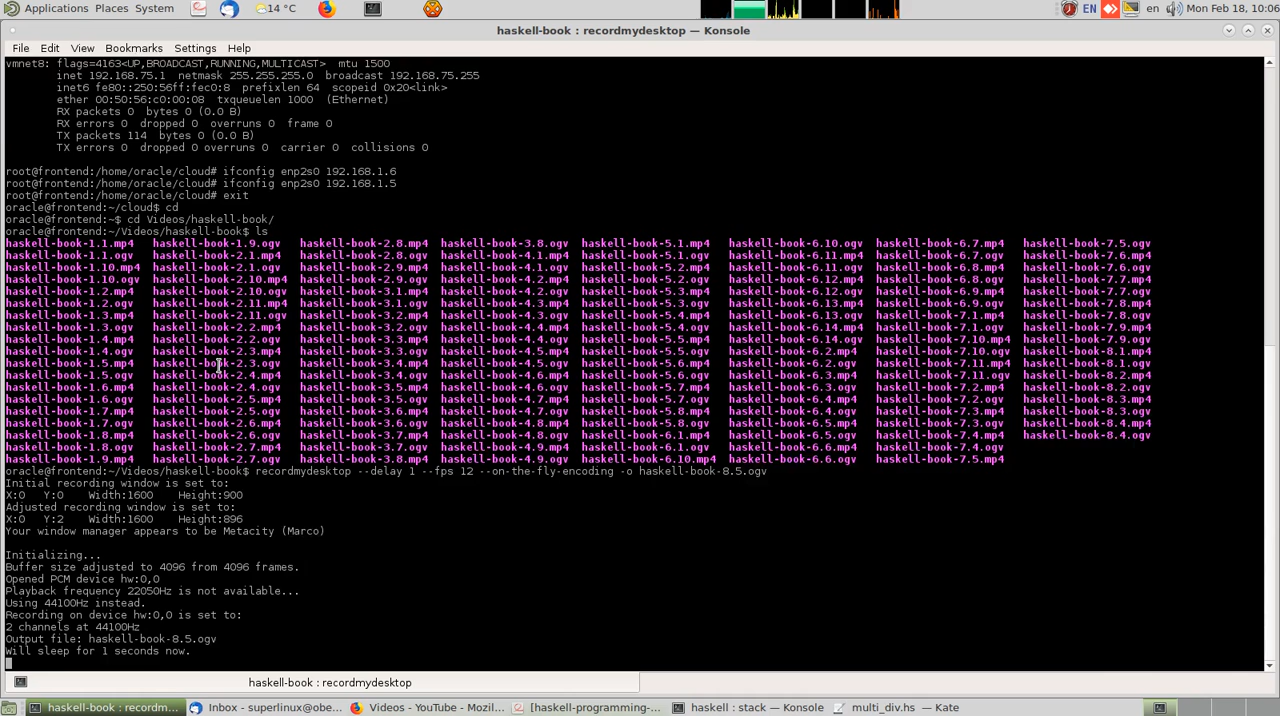 Applications Places System 14 °C EN en Mon Feb 18, 10:06
haskell-book : recordmydesktop — Konsole
File Edit View Bookmarks Settings Help
vmnet8: flags=4163<UP,BROADCAST,RUNNING,MULTICAST> mtu 1500
inet 192.168.75.1 netmask 255.255.255.0 broadcast 192.168.75.255
inet6 fe80::250:56ff:fec0:8 prefixlen 64 scopeid 0x20<link>
ether 00:50:56:c0:00:08 txqueuelen 1000 (Ethernet)
RX packets 0 bytes 0 (0.0 B)
RX errors 0 dropped 0 overruns 0 frame 0
TX packets 114 bytes 0 (0.0 B)
TX errors 0 dropped 0 overruns 0 carrier 0 collisions 0
root@frontend:/home/oracle/cloud# ifconfig enp2s0 192.168.1.6
root@frontend:/home/oracle/cloud# ifconfig enp2s0 192.168.1.5
root@frontend:/home/oracle/cloud# exit
oracle@frontend:~/cloud$ cd
oracle@frontend:~$ cd Videos/haskell-book/
oracle@frontend:~/Videos/haskell-book$ ls
haskell-book-1.1.mp4 haskell-book-1.9.ogv haskell-book-2.8.mp4 haskell-book-3.8.ogv haskell-book-5.1.mp4 haskell-book-6.10.ogv haskell-book-6.7.mp4 haskell-book-7.5.ogv
haskell-book-1.1.ogv haskell-book-2.1.mp4 haskell-book-2.8.ogv haskell-book-4.1.mp4 haskell-book-5.1.ogv haskell-book-6.11.mp4 haskell-book-6.7.ogv haskell-book-7.6.mp4
haskell-book-1.10.mp4 haskell-book-2.1.ogv haskell-book-2.9.mp4 haskell-book-4.1.ogv haskell-book-5.2.mp4 haskell-book-6.11.ogv haskell-book-6.8.mp4 haskell-book-7.6.ogv
haskell-book-1.10.ogv haskell-book-2.10.mp4 haskell-book-2.9.ogv haskell-book-4.2.mp4 haskell-book-5.2.ogv haskell-book-6.12.mp4 haskell-book-6.8.ogv haskell-book-7.7.mp4
haskell-book-1.2.mp4 haskell-book-2.10.ogv haskell-book-3.1.mp4 haskell-book-4.2.ogv haskell-book-5.3.mp4 haskell-book-6.12.ogv haskell-book-6.9.mp4 haskell-book-7.7.ogv
haskell-book-1.2.ogv haskell-book-2.11.mp4 haskell-book-3.1.ogv haskell-book-4.3.mp4 haskell-book-5.3.ogv haskell-book-6.13.mp4 haskell-book-6.9.ogv haskell-book-7.8.mp4
haskell-book-1.3.mp4 haskell-book-2.11.ogv haskell-book-3.2.mp4 haskell-book-4.3.ogv haskell-book-5.4.mp4 haskell-book-6.13.ogv haskell-book-7.1.mp4 haskell-book-7.8.ogv
haskell-book-1.3.ogv haskell-book-2.2.mp4 haskell-book-3.2.ogv haskell-book-4.4.mp4 haskell-book-5.4.ogv haskell-book-6.14.mp4 haskell-book-7.1.ogv haskell-book-7.9.mp4
haskell-book-1.4.mp4 haskell-book-2.2.ogv haskell-book-3.3.mp4 haskell-book-4.4.ogv haskell-book-5.5.mp4 haskell-book-6.14.ogv haskell-book-7.10.mp4 haskell-book-7.9.ogv
haskell-book-1.4.ogv haskell-book-2.3.mp4 haskell-book-3.3.ogv haskell-book-4.5.mp4 haskell-book-5.5.ogv haskell-book-6.2.mp4 haskell-book-7.10.ogv haskell-book-8.1.mp4
haskell-book-1.5.mp4 haskell-book-2.3.ogv haskell-book-3.4.mp4 haskell-book-4.5.ogv haskell-book-5.6.mp4 haskell-book-6.2.ogv haskell-book-7.11.mp4 haskell-book-8.1.ogv
haskell-book-1.5.ogv haskell-book-2.4.mp4 haskell-book-3.4.ogv haskell-book-4.6.mp4 haskell-book-5.6.ogv haskell-book-6.3.mp4 haskell-book-7.11.ogv haskell-book-8.2.mp4
haskell-book-1.6.mp4 haskell-book-2.4.ogv haskell-book-3.5.mp4 haskell-book-4.6.ogv haskell-book-5.7.mp4 haskell-book-6.3.ogv haskell-book-7.2.mp4 haskell-book-8.2.ogv
haskell-book-1.6.ogv haskell-book-2.5.mp4 haskell-book-3.5.ogv haskell-book-4.7.mp4 haskell-book-5.7.ogv haskell-book-6.4.mp4 haskell-book-7.2.ogv haskell-book-8.3.mp4
haskell-book-1.7.mp4 haskell-book-2.5.ogv haskell-book-3.6.mp4 haskell-book-4.7.ogv haskell-book-5.8.mp4 haskell-book-6.4.ogv haskell-book-7.3.mp4 haskell-book-8.3.ogv
haskell-book-1.7.ogv haskell-book-2.6.mp4 haskell-book-3.6.ogv haskell-book-4.8.mp4 haskell-book-5.8.ogv haskell-book-6.5.mp4 haskell-book-7.3.ogv haskell-book-8.4.mp4
haskell-book-1.8.mp4 haskell-book-2.6.ogv haskell-book-3.7.mp4 haskell-book-4.8.ogv haskell-book-6.1.mp4 haskell-book-6.5.ogv haskell-book-7.4.mp4 haskell-book-8.4.ogv
haskell-book-1.8.ogv haskell-book-2.7.mp4 haskell-book-3.7.ogv haskell-book-4.9.mp4 haskell-book-6.1.ogv haskell-book-6.6.mp4 haskell-book-7.4.ogv
haskell-book-1.9.mp4 haskell-book-2.7.ogv haskell-book-3.8.mp4 haskell-book-4.9.ogv haskell-book-6.10.mp4 haskell-book-6.6.ogv haskell-book-7.5.mp4
oracle@frontend:~/Videos/haskell-book$ recordmydesktop --delay 1 --fps 12 --on-the-fly-encoding -o haskell-book-8.5.ogv
Initial recording window is set to:
X:0 Y:0 Width:1600 Height:900
Adjusted recording window is set to:
X:0 Y:2 Width:1600 Height:896
Your window manager appears to be Metacity (Marco)
Initializing...
Buffer size adjusted to 4096 from 4096 frames.
Opened PCM device hw:0,0
Playback frequency 22050Hz is not available...
Using 44100Hz instead.
Recording on device hw:0,0 is set to:
2 channels at 44100Hz
Output file: haskell-book-8.5.ogv
Will sleep for 1 seconds now.
haskell-book : recordmydesktop
haskell-book : recordm... Inbox - superlinux@obe... Videos - YouTube - Mozil... [haskell-programming-... haskell : stack — Konsole multi_div.hs — Kate